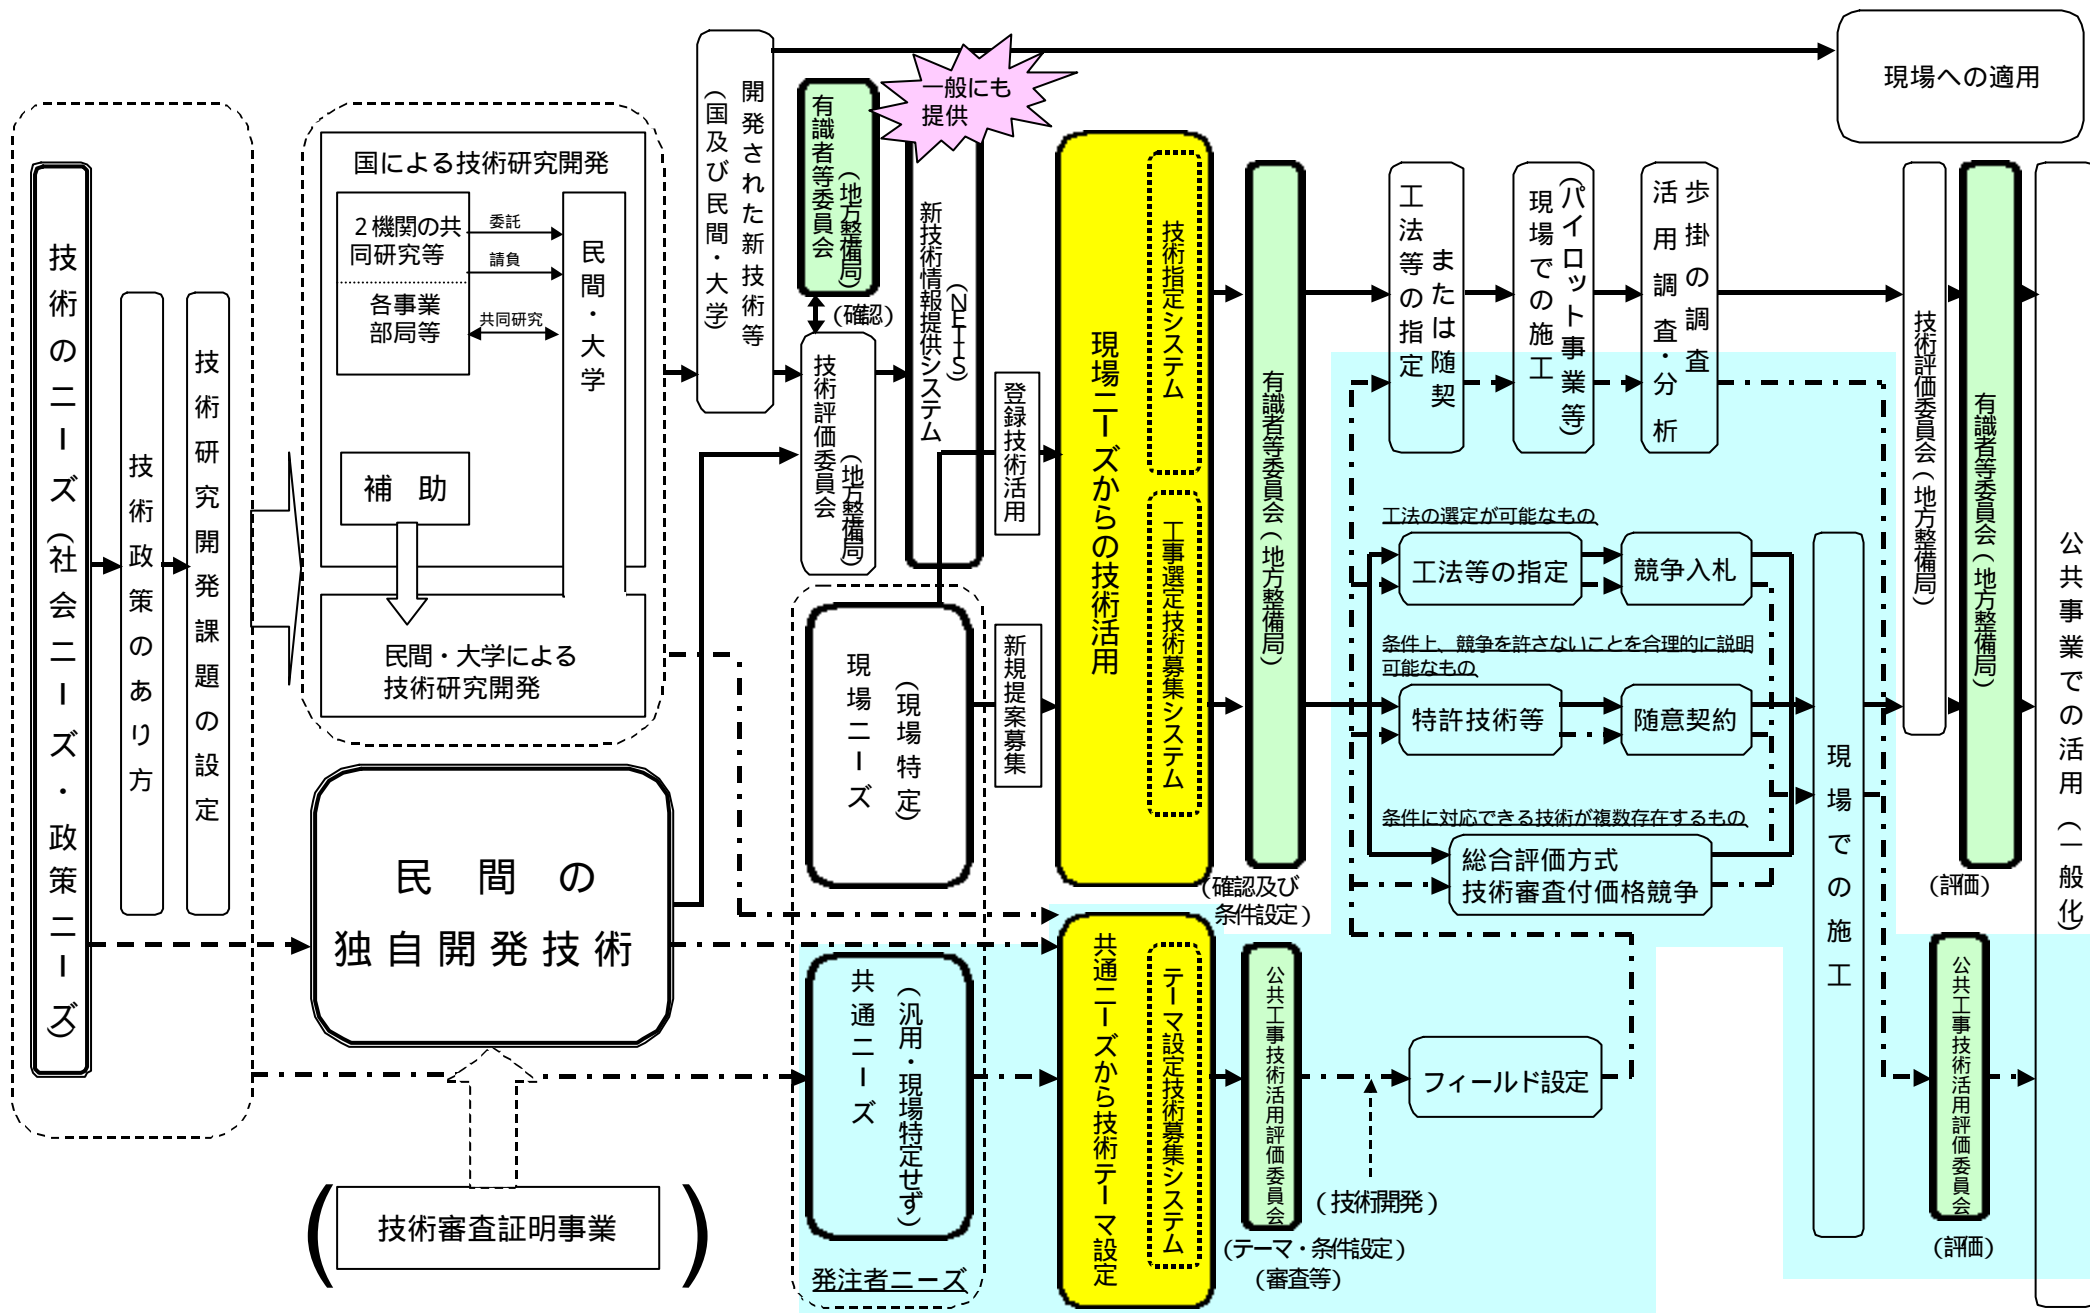 技術のニーズ(社会ニーズ・政策ニーズ)
技術政策のあり方
技術研究開発課題の設定
国による技術研究開発
2機関の共
同研究等
各事業
部局等
委託
請負
共同研究
民間・大学
補　助
民間・大学による
技術研究開発
民　間　の
独自開発技術
(技術審査証明事業)
開発された新技術等
(国及び民間・大学)
有識者等委員会
(地方整備局)
(確認)
技術評価委員会
(地方整備局)
一般にも
提供
新技術情報提供システム
(NETIS)
登録技術活用
新規提案募集
現場ニーズ
(現場特定)
共通ニーズ
(汎用・現場特定せず)
発注者ニーズ
現場ニーズからの技術活用
技術指定システム
工事選定技術募集システム
共通ニーズから技術テーマ設定
テーマ設定技術募集システム
有識者等委員会(地方整備局)
(確認及び
条件設定)
公共工事技術活用評価委員会
(テーマ・条件設定)
(審査等)
(技術開発)
フィールド設定
工法等の指定
または随契
現場での施工
(パイロット事業等)
歩掛の調査
活用調査・分析
工法の選定が可能なもの
工法等の指定
競争入札
条件上、競争を許さないことを合理的に説明
可能なもの
特許技術等
随意契約
条件に対応できる技術が複数存在するもの
総合評価方式
技術審査付価格競争
現場での施工
技術評価委員会(地方整備局)
有識者等委員会(地方整備局)
(評価)
公共工事技術活用評価委員会
(評価)
現場への適用
公共事業での活用(一般化)